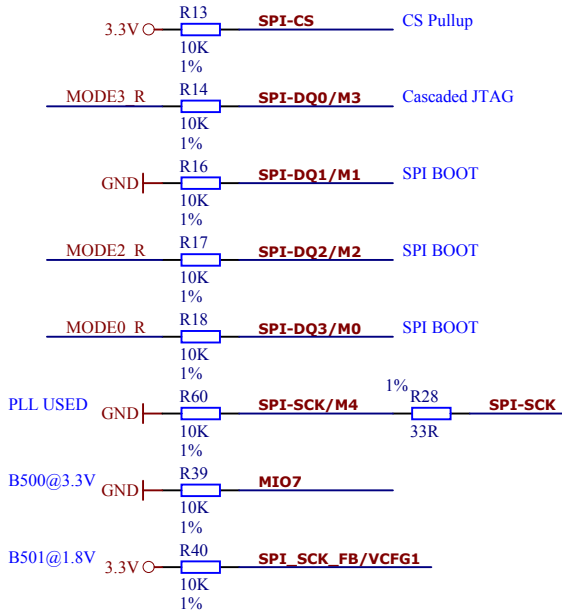 R13 SPI-CS CS Pullup
3.3V
10K
1%
MODE3_R R14 SPI-DQ0/M3 Cascaded JTAG
10K
1%
R16 SPI-DQ1/M1 SPI BOOT
GND
10K
1%
MODE2_R R17 SPI-DQ2/M2 SPI BOOT
10K
1%
MODE0_R R18 SPI-DQ3/M0 SPI BOOT
10K
1%
1% R28
PLL USED GND R60 SPI-SCK/M4 SPI-SCK
10K 33R
1%
B500@3.3V GND R39 MIO7
10K
1%
B501@1.8V 3.3V R40 SPI_SCK_FB/VCFG1
10K
1%